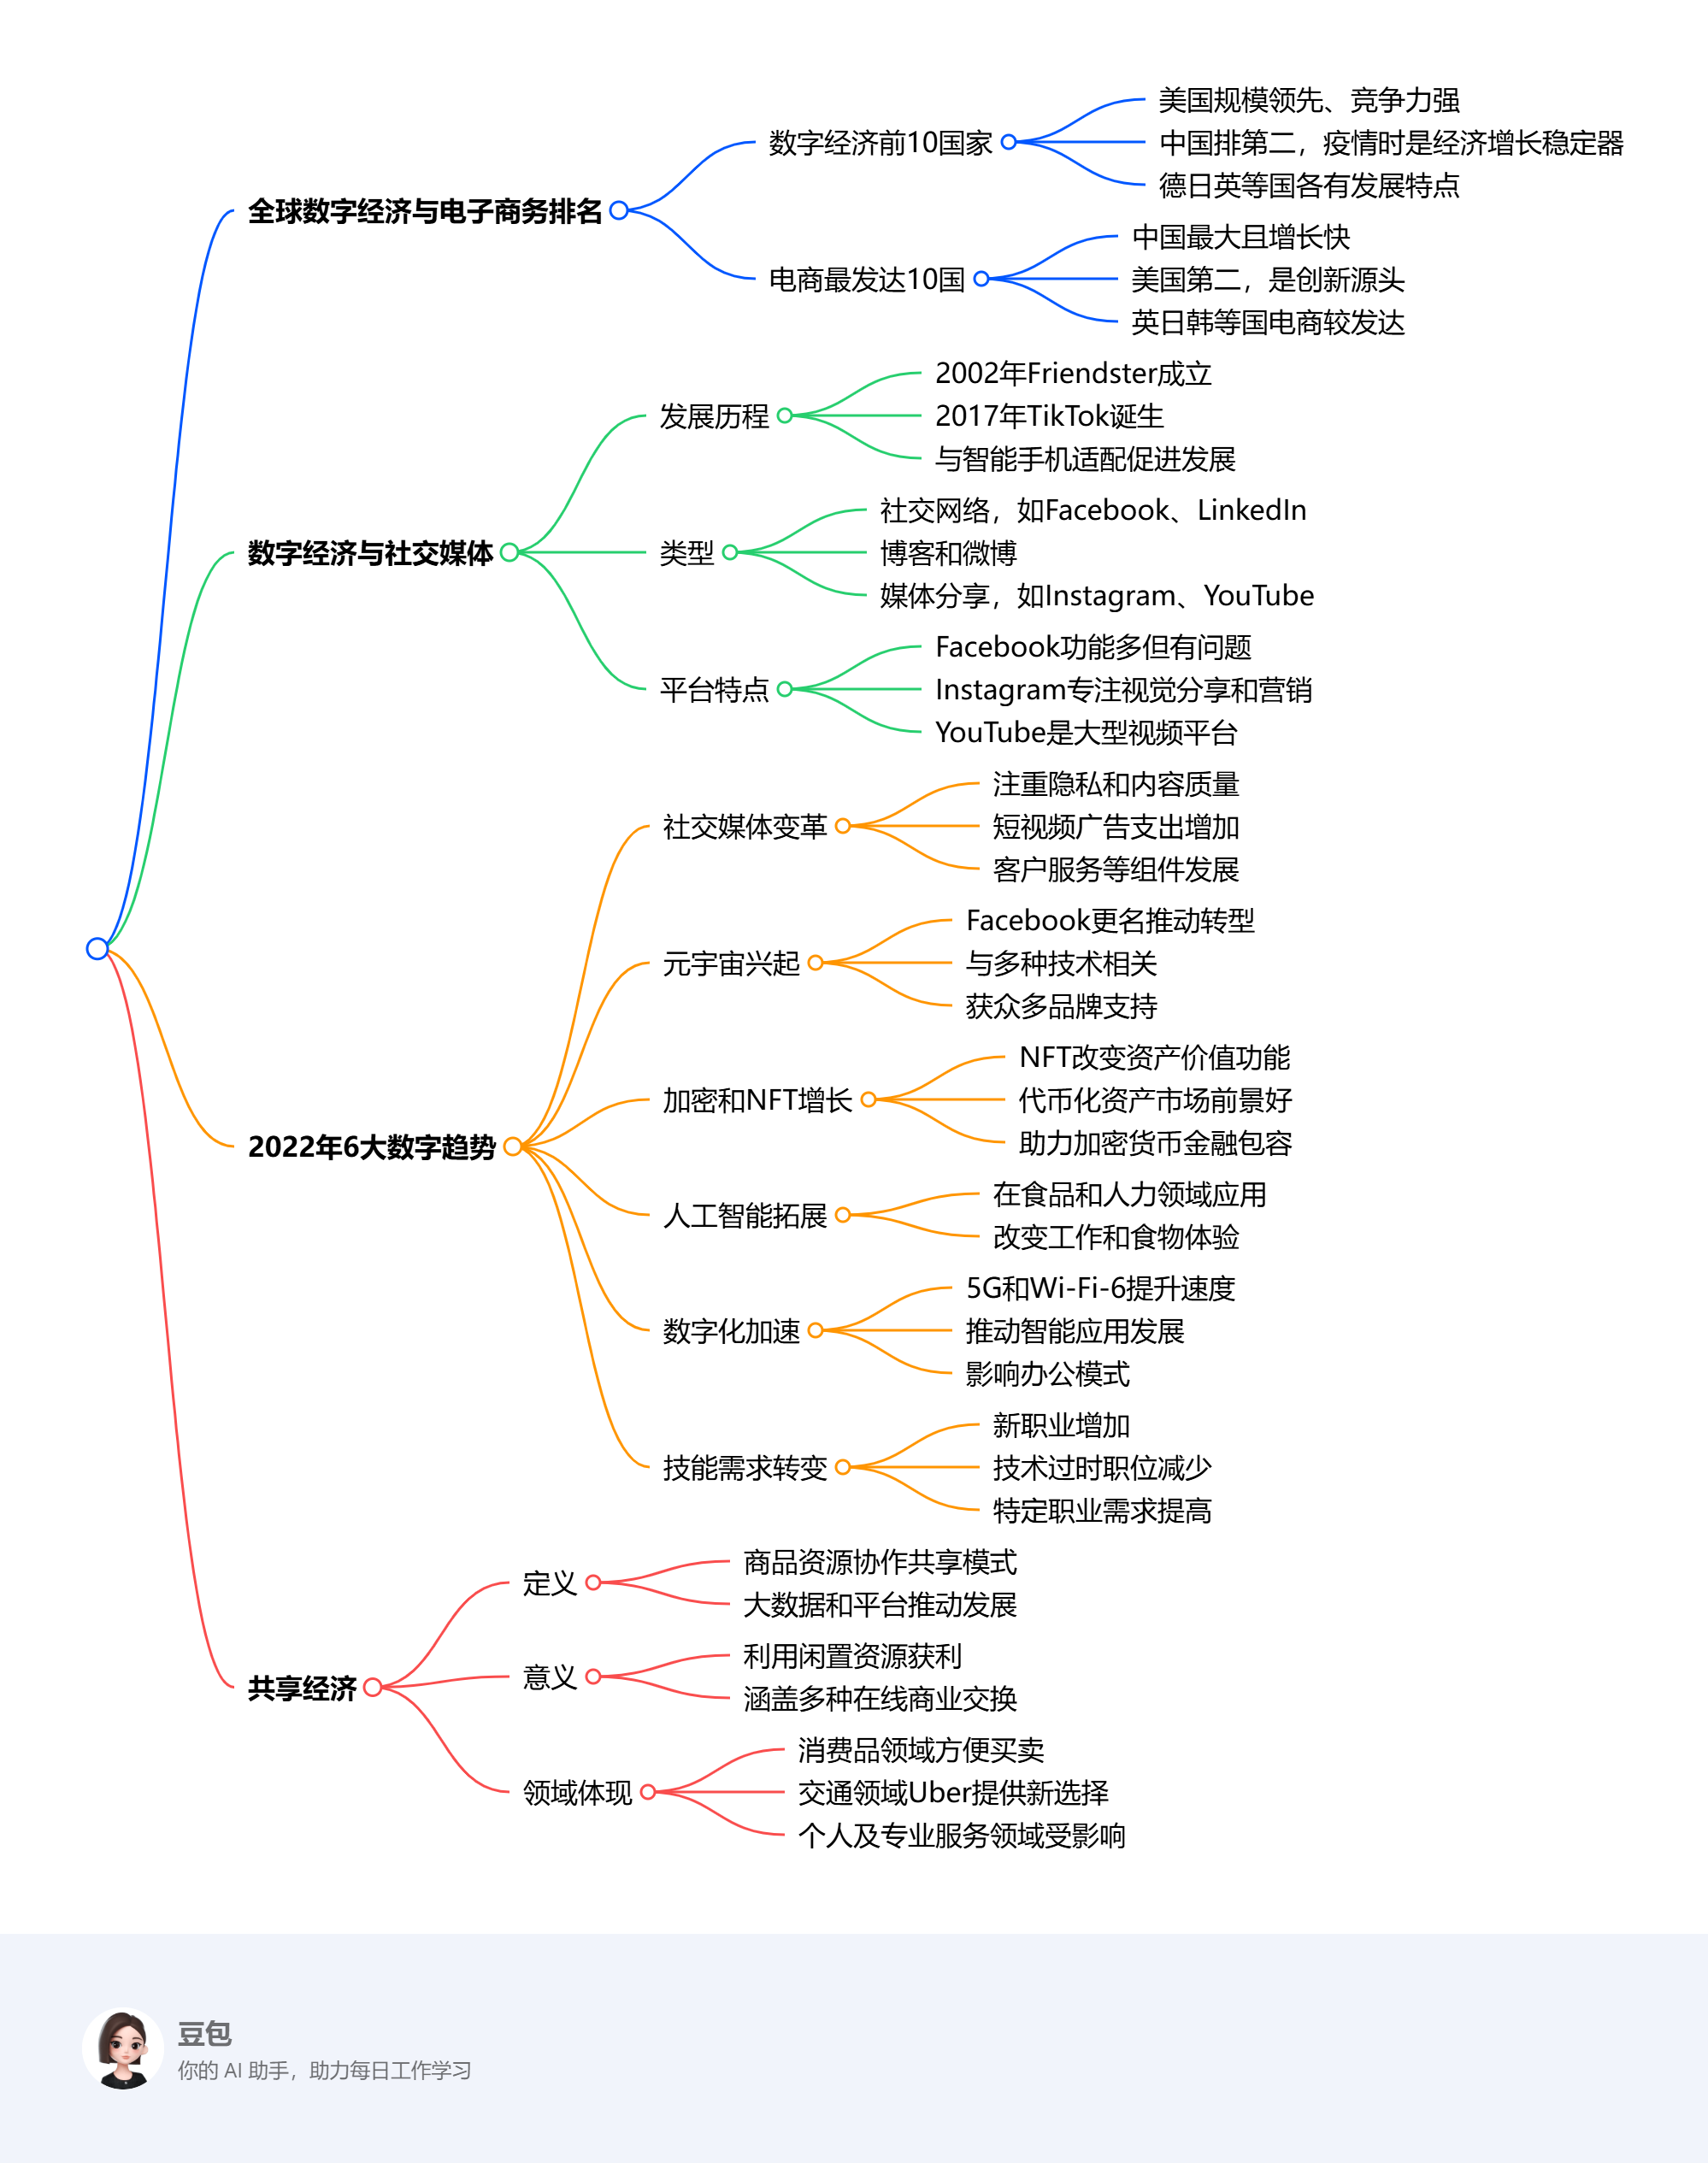 全球数字经济与电子商务排名
数字经济前10国家
美国规模领先、竞争力强
中国排第二，疫情时是经济增长稳定器
德日英等国各有发展特点
电商最发达10国
中国最大且增长快
美国第二，是创新源头
英日韩等国电商较发达
数字经济与社交媒体
发展历程
2002年Friendster成立
2017年TikTok诞生
与智能手机适配促进发展
类型
社交网络，如Facebook、LinkedIn
博客和微博
媒体分享，如Instagram、YouTube
平台特点
Facebook功能多但有问题
Instagram专注视觉分享和营销
YouTube是大型视频平台
2022年6大数字趋势
社交媒体变革
注重隐私和内容质量
短视频广告支出增加
客户服务等组件发展
元宇宙兴起
Facebook更名推动转型
与多种技术相关
获众多品牌支持
加密和NFT增长
NFT改变资产价值功能
代币化资产市场前景好
助力加密货币金融包容
人工智能拓展
在食品和人力领域应用
改变工作和食物体验
数字化加速
5G和Wi-Fi-6提升速度
推动智能应用发展
影响办公模式
技能需求转变
新职业增加
技术过时职位减少
特定职业需求提高
共享经济
定义
商品资源协作共享模式
大数据和平台推动发展
意义
利用闲置资源获利
涵盖多种在线商业交换
领域体现
消费品领域方便买卖
交通领域Uber提供新选择
个人及专业服务领域受影响
豆包
你的 AI 助手，助力每日工作学习